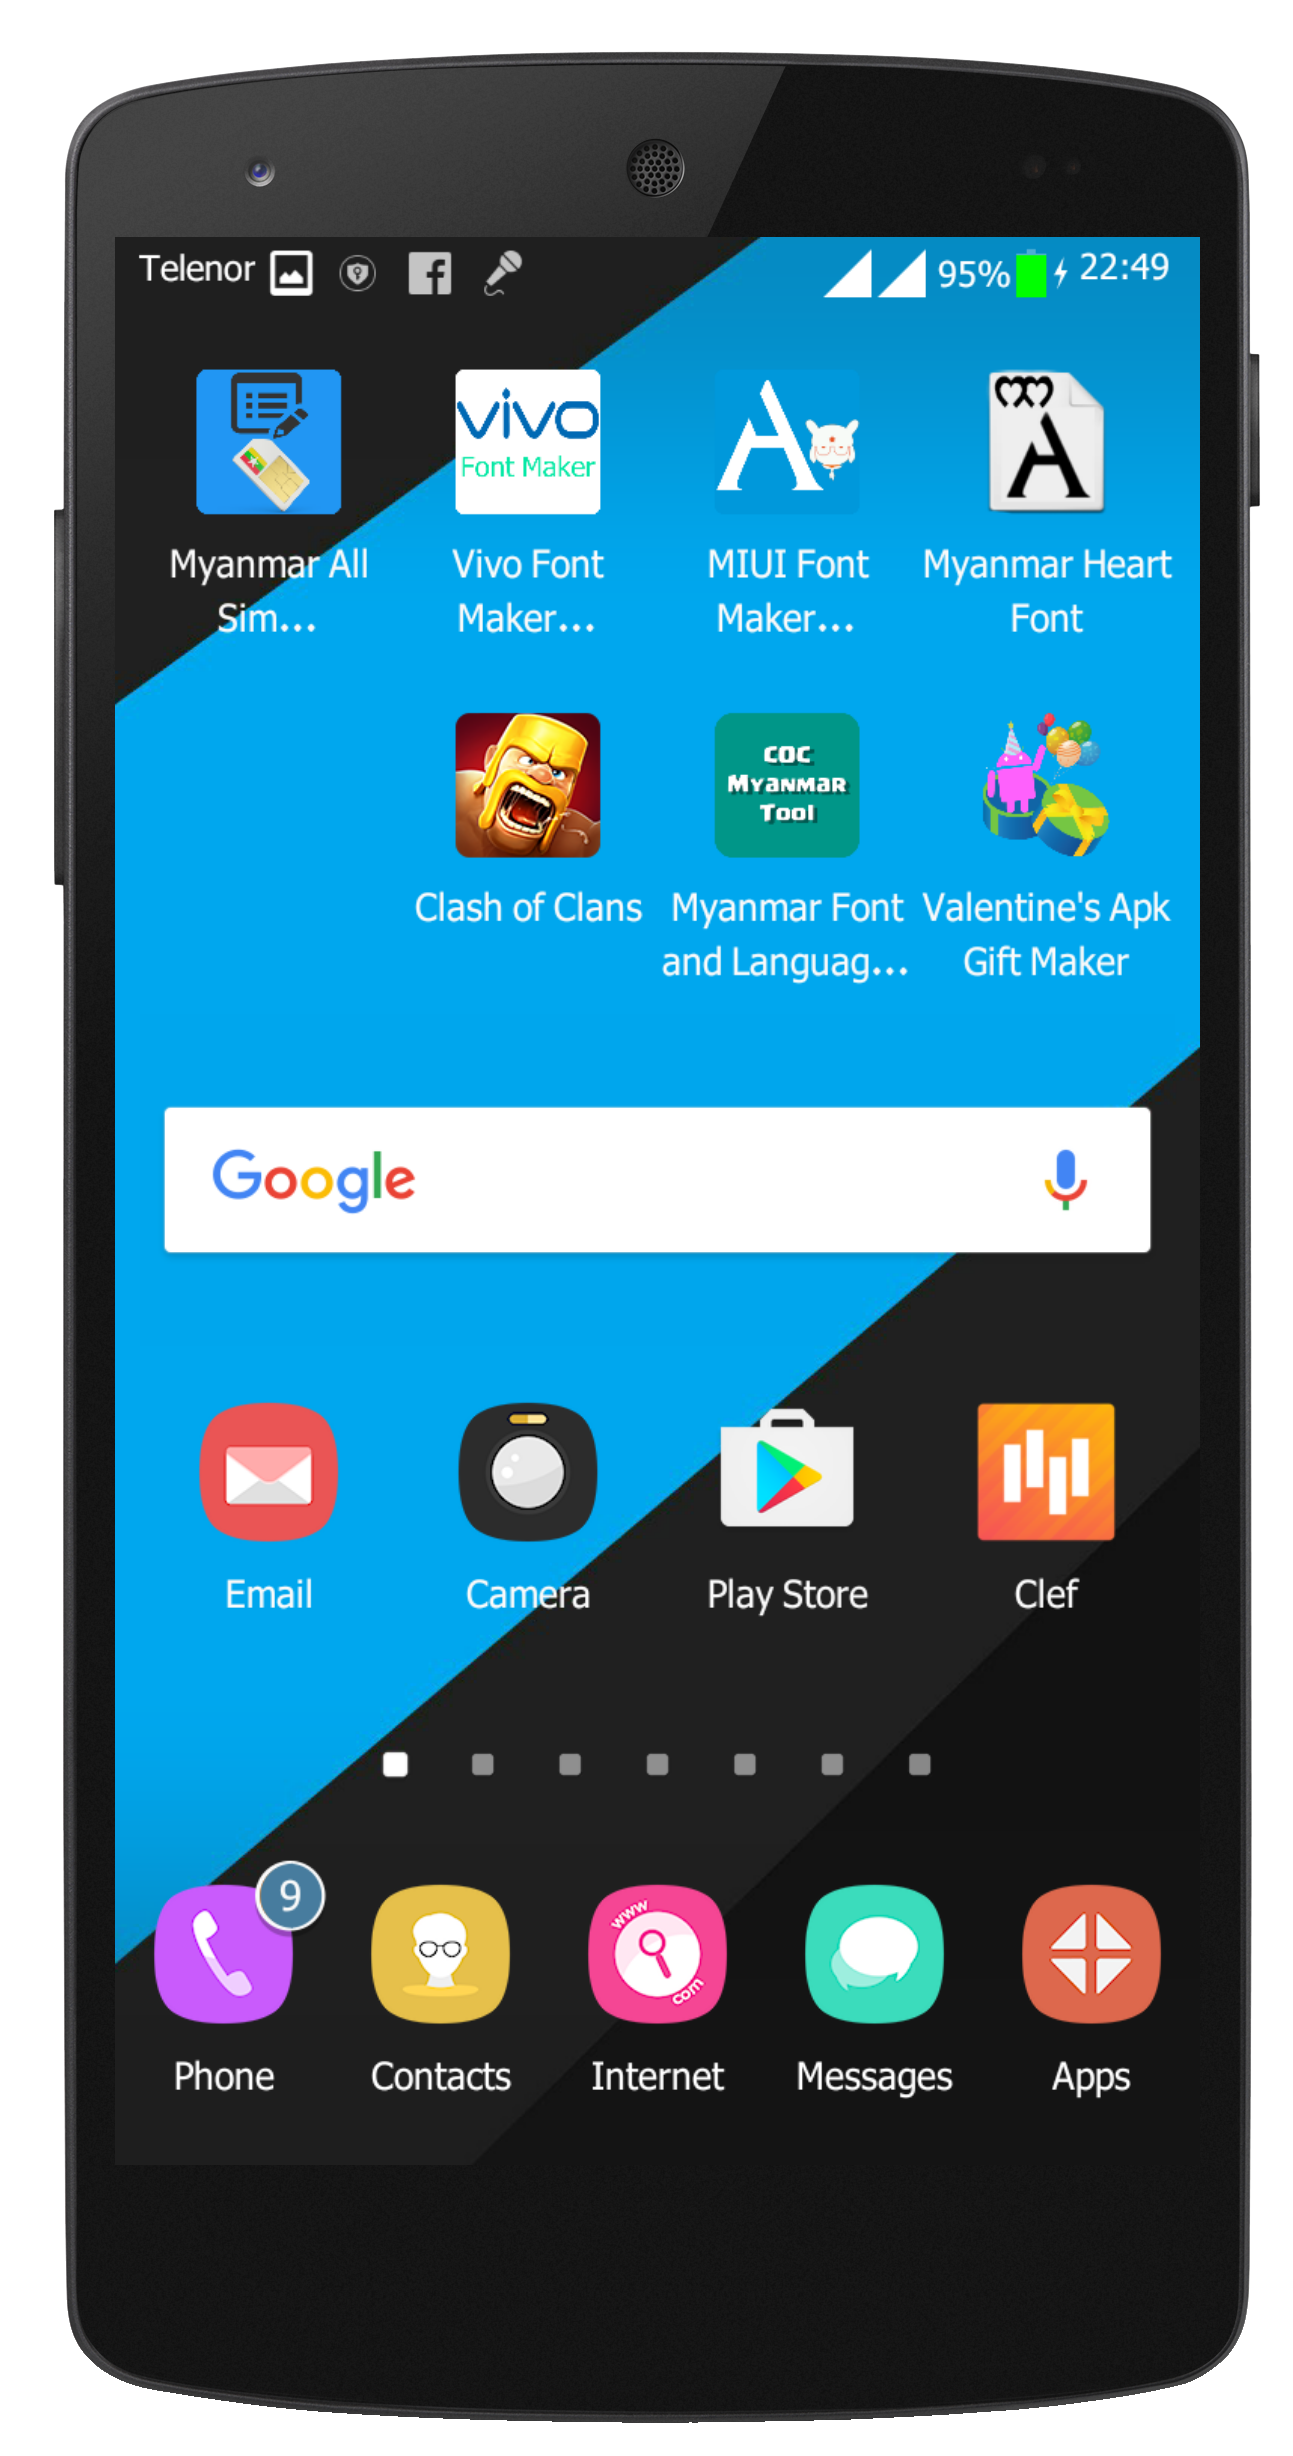 Telenor 95% 22:49
vivo
Font Maker
A
A
Myanmar All Vivo Font MIUI Font Myanmar Heart
Sim... Maker... Maker... Font
COC
Myanmar
Tool
Clash of Clans Myanmar Font Valentine's Apk
and Languag... Gift Maker
Google
Email Camera Play Store Clef
9
www
com
Phone Contacts Internet Messages Apps